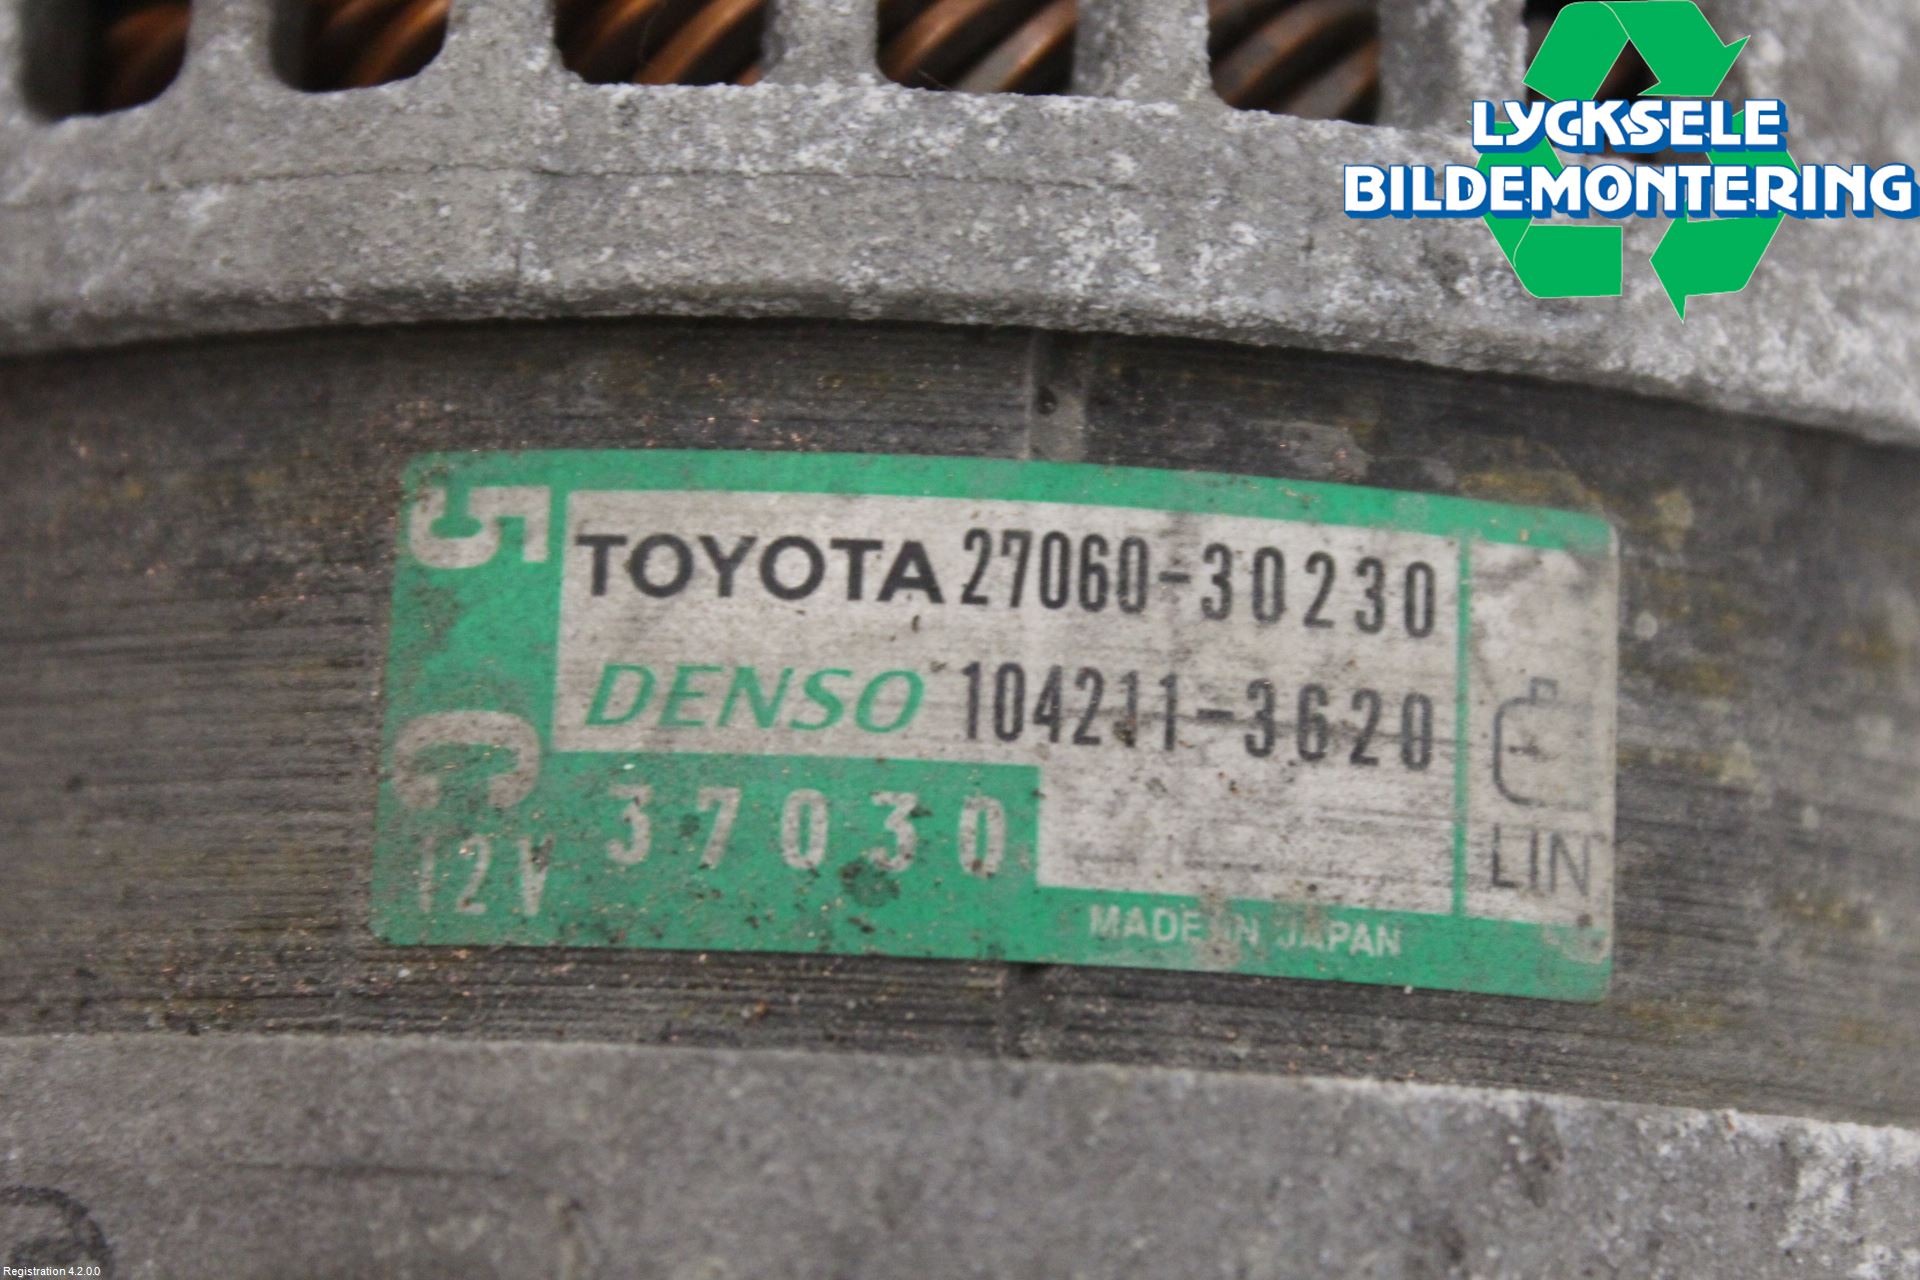 LYCKSELE
BILDEMONTERING
5
TOYOTA 27060-30230
DENSO 104211-3620
12V 37030
LIN
MADE IN JAPAN
Registration 4.2.0.0